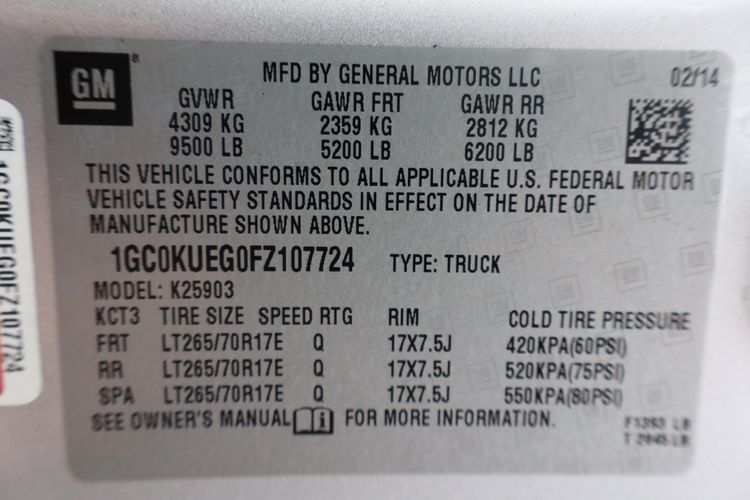 GM
MFD BY GENERAL MOTORS LLC
02/14
GVWR GAWR FRT GAWR RR
4309 KG 2359 KG 2812 KG
9500 LB 5200 LB 6200 LB
THIS VEHICLE CONFORMS TO ALL APPLICABLE U.S. FEDERAL MOTOR
VEHICLE SAFETY STANDARDS IN EFFECT ON THE DATE OF
MANUFACTURE SHOWN ABOVE.
1GC0KUEG0FZ107724 TYPE: TRUCK
MODEL: K25903
KCT3 TIRE SIZE SPEED RTG RIM COLD TIRE PRESSURE
FRT LT265/70R17E Q 17X7.5J 420KPA(60PSI)
RR LT265/70R17E Q 17X7.5J 520KPA(75PSI)
SPA LT265/70R17E Q 17X7.5J 550KPA(80PSI)
SEE OWNER'S MANUAL i FOR MORE INFORMATION.
LB
LB
1GC0KUEG0FZ107724